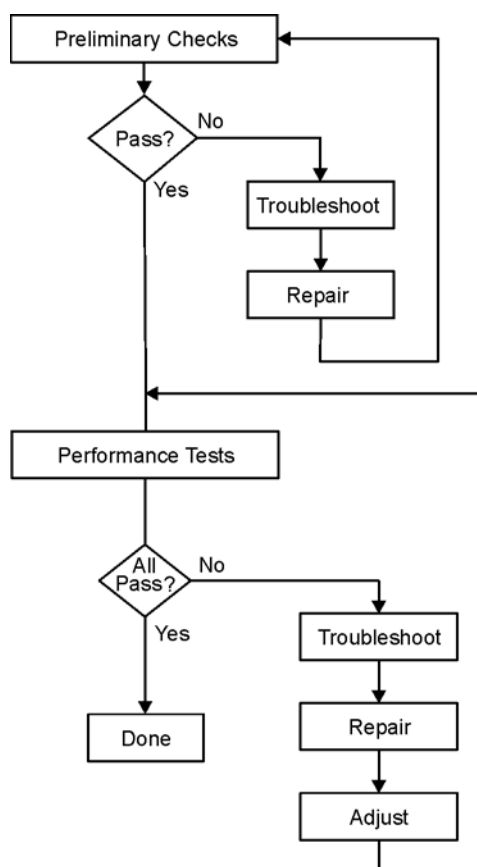 Preliminary Checks
Pass?
No
Yes
Troubleshoot
Repair
Performance Tests
All
Pass?
No
Yes
Troubleshoot
Done
Repair
Adjust